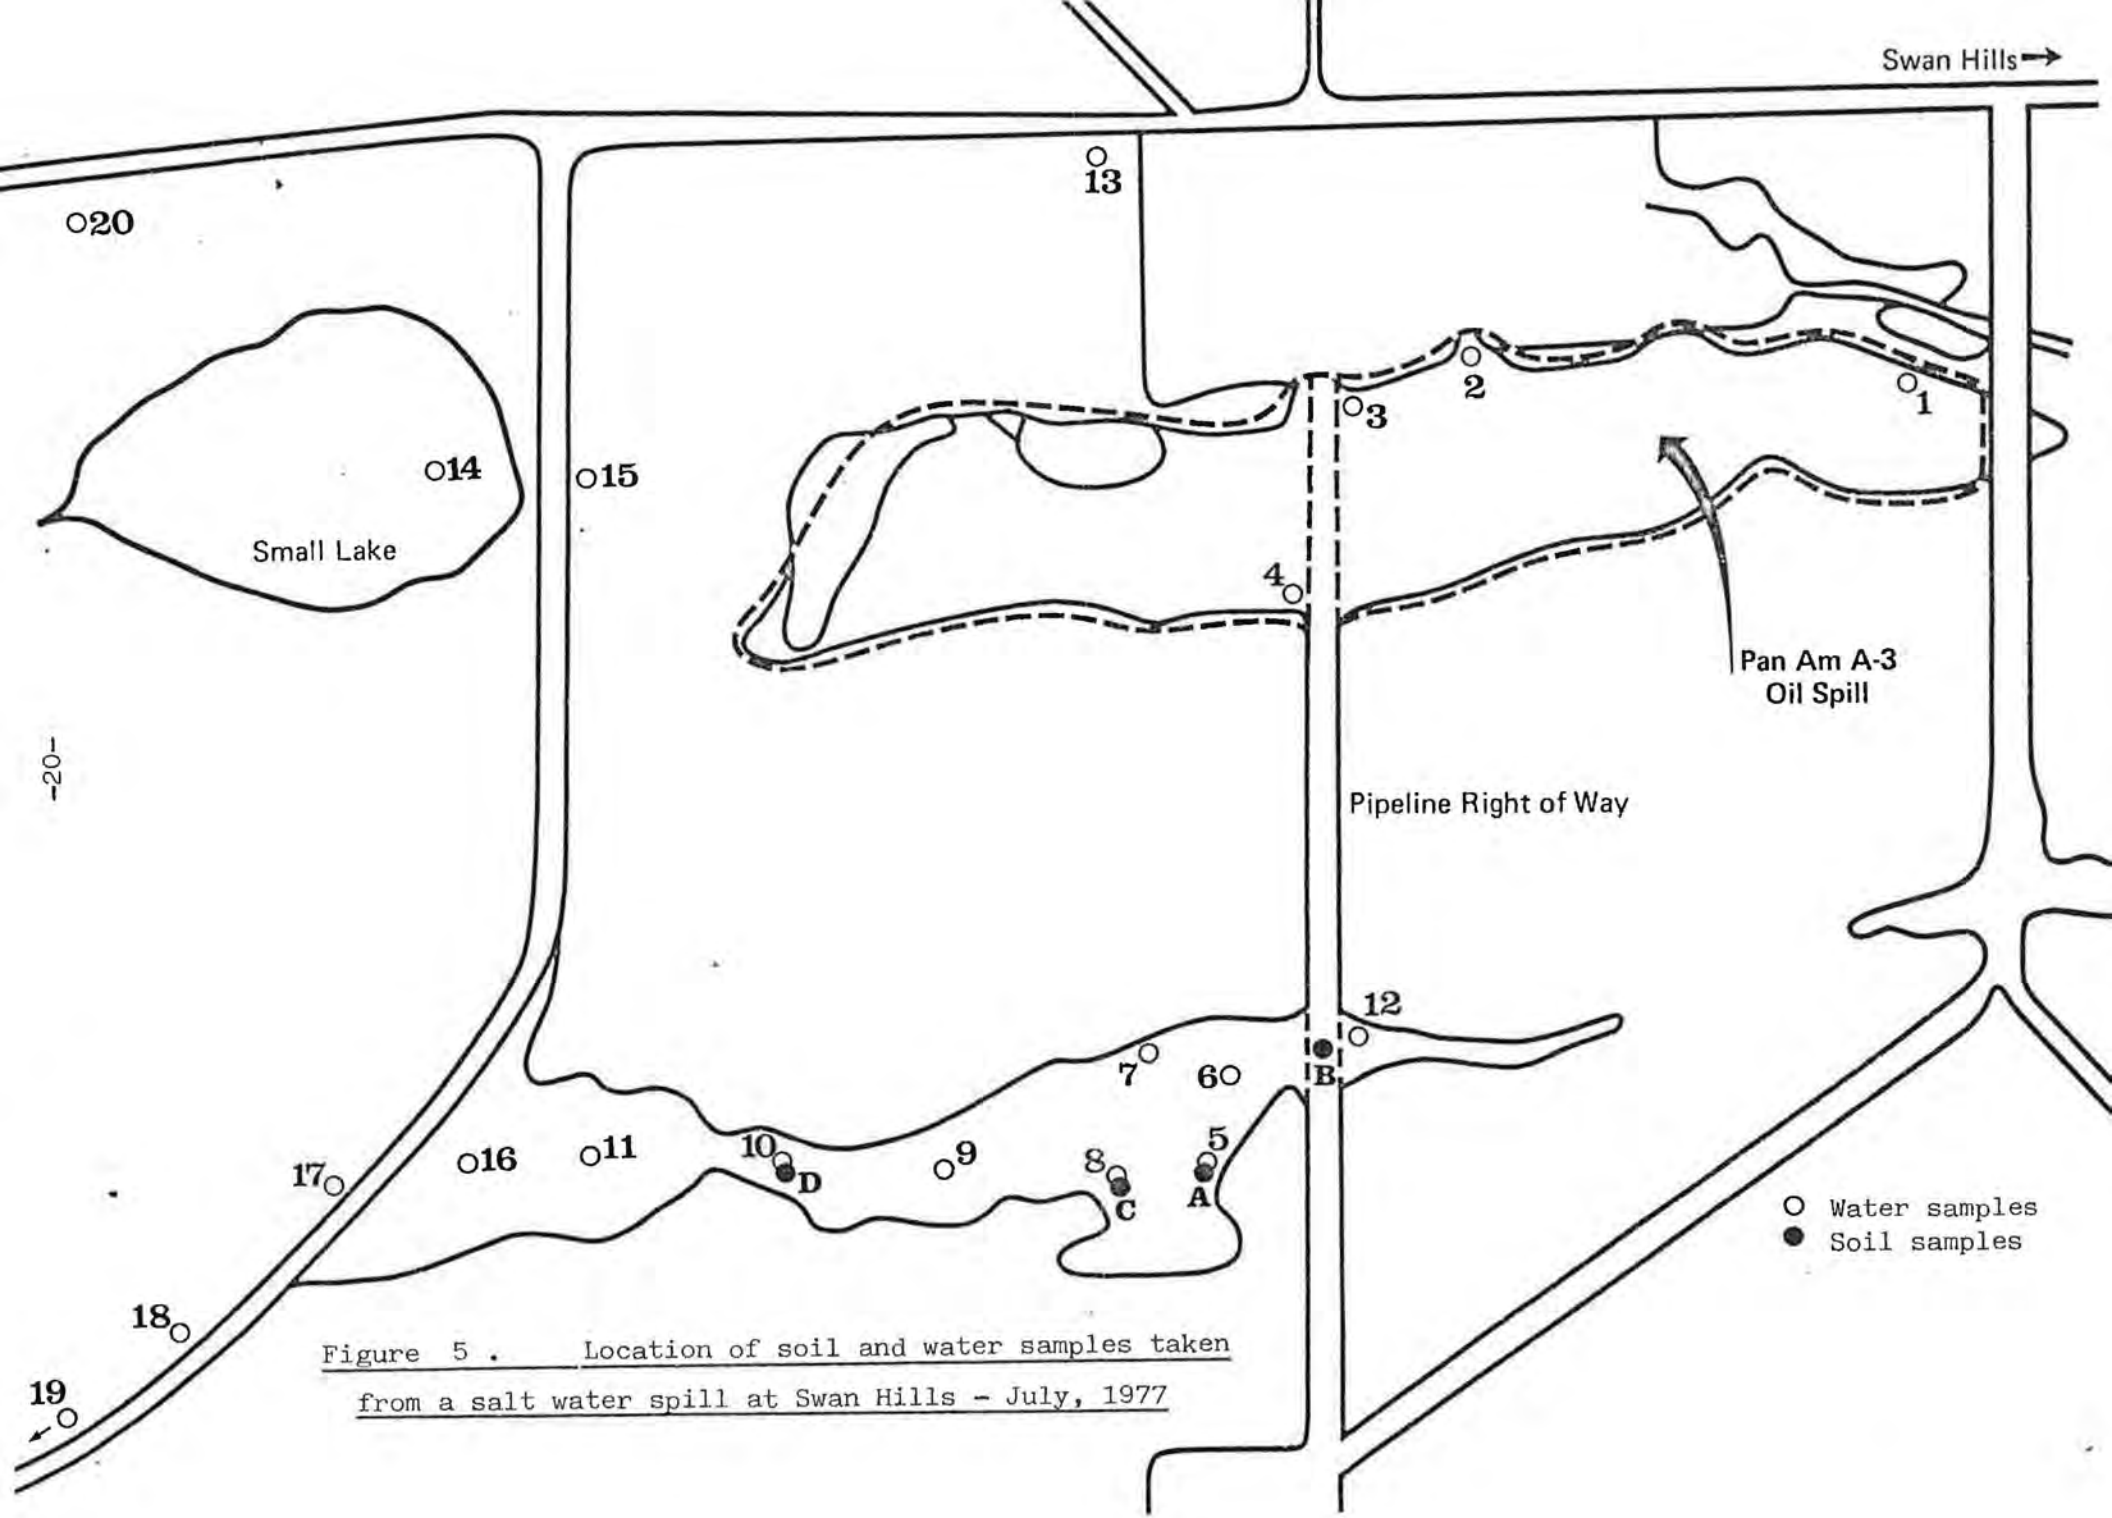 Swan Hills
13
20
2
1
3
14
15
Small Lake
4
Pan Am A-3
Oil Spill
-20-
Pipeline Right of Way
12
7
6
B
5
10
9
8
11
16
17
D
C
A
Water samples
Soil samples
18
19
Figure 5 . Location of soil and water samples taken
from a salt water spill at Swan Hills – July, 1977